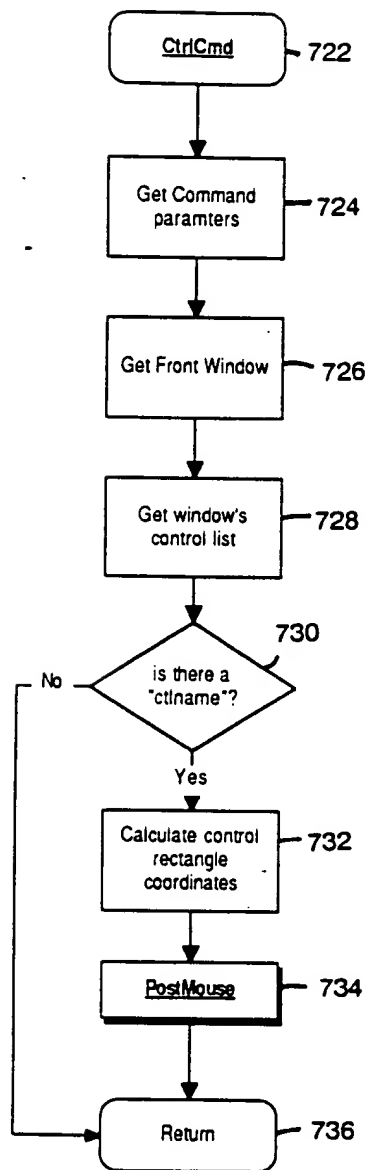 CtrlCmd
722
Get Command
paramters
724
Get Front Window
726
Get window's
control list
728
730
is there a
"ctlname"?
No
Yes
Calculate control
rectangle
coordinates
732
PostMouse
734
Return
736